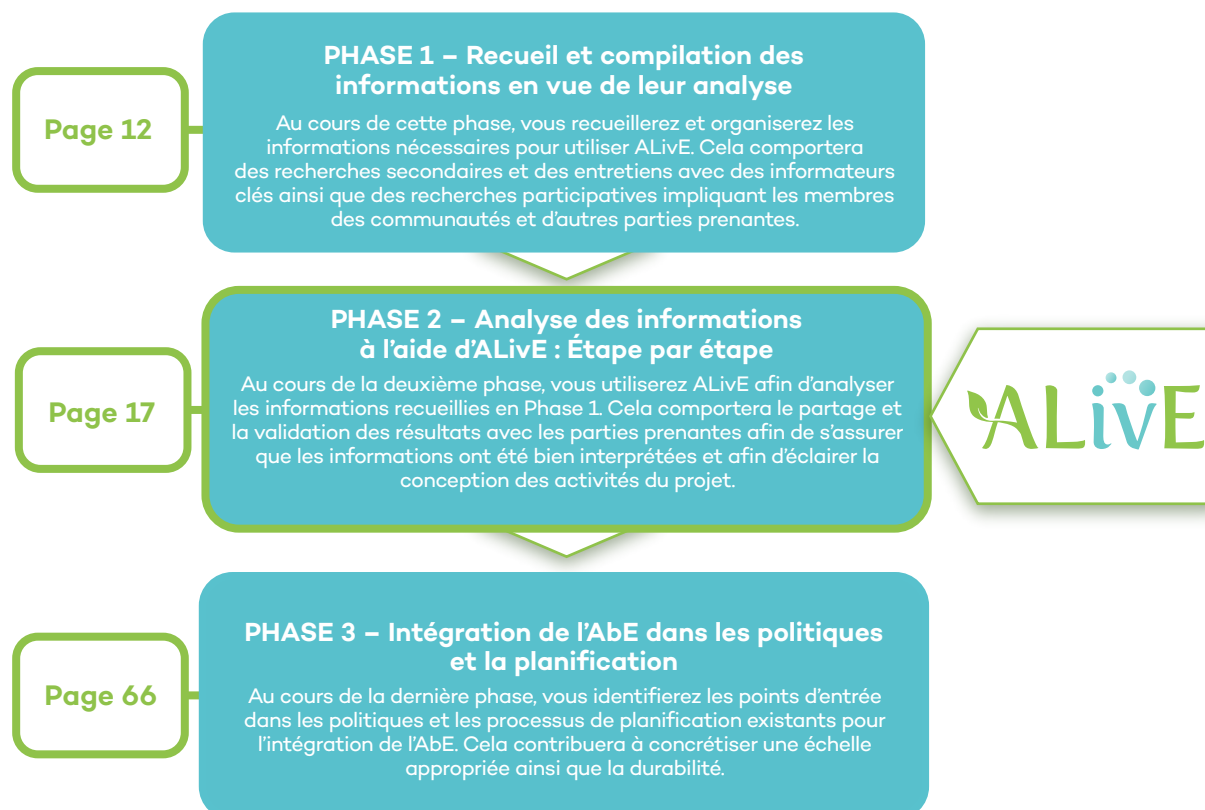 Page 12
PHASE 1 – Recueil et compilation des
informations en vue de leur analyse
Au cours de cette phase, vous recueillerez et organiserez les
informations nécessaires pour utiliser ALivE. Cela comportera
des recherches secondaires et des entretiens avec des informateurs
clés ainsi que des recherches participatives impliquant les membres
des communautés et d’autres parties prenantes.
Page 17
PHASE 2 – Analyse des informations
à l’aide d’ALivE : Étape par étape
Au cours de la deuxième phase, vous utiliserez ALivE afin d’analyser
les informations recueillies en Phase 1. Cela comportera le partage et
la validation des résultats avec les parties prenantes afin de s’assurer
que les informations ont été bien interprétées et afin d’éclairer la
conception des activités du projet.
ALivE
Page 66
PHASE 3 – Intégration de l’AbE dans les politiques
et la planification
Au cours de la dernière phase, vous identifierez les points d’entrée
dans les politiques et les processus de planification existants pour
l’intégration de l’AbE. Cela contribuera à concrétiser une échelle
appropriée ainsi que la durabilité.